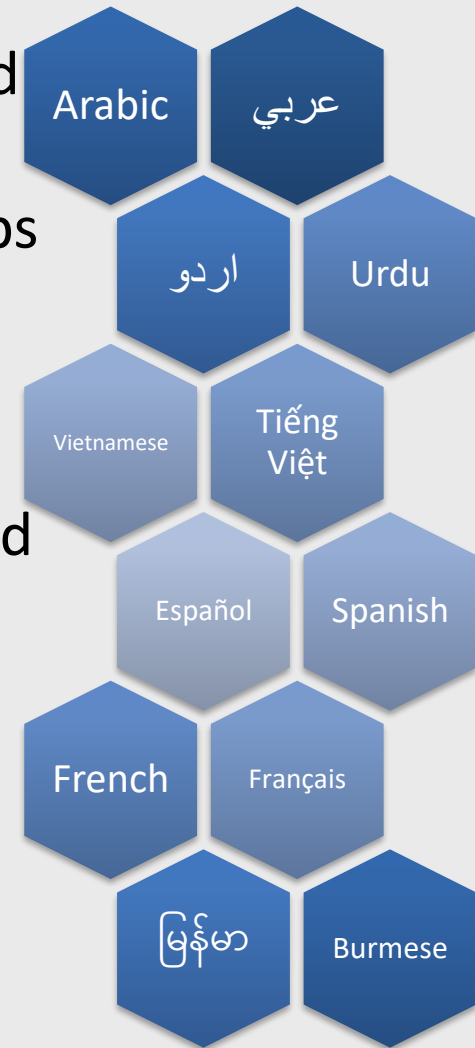 Arabic
عربي
اردو
Urdu
Vietnamese
Tiếng
Việt
Español
Spanish
French
Français
မြန်မာ
Burmese